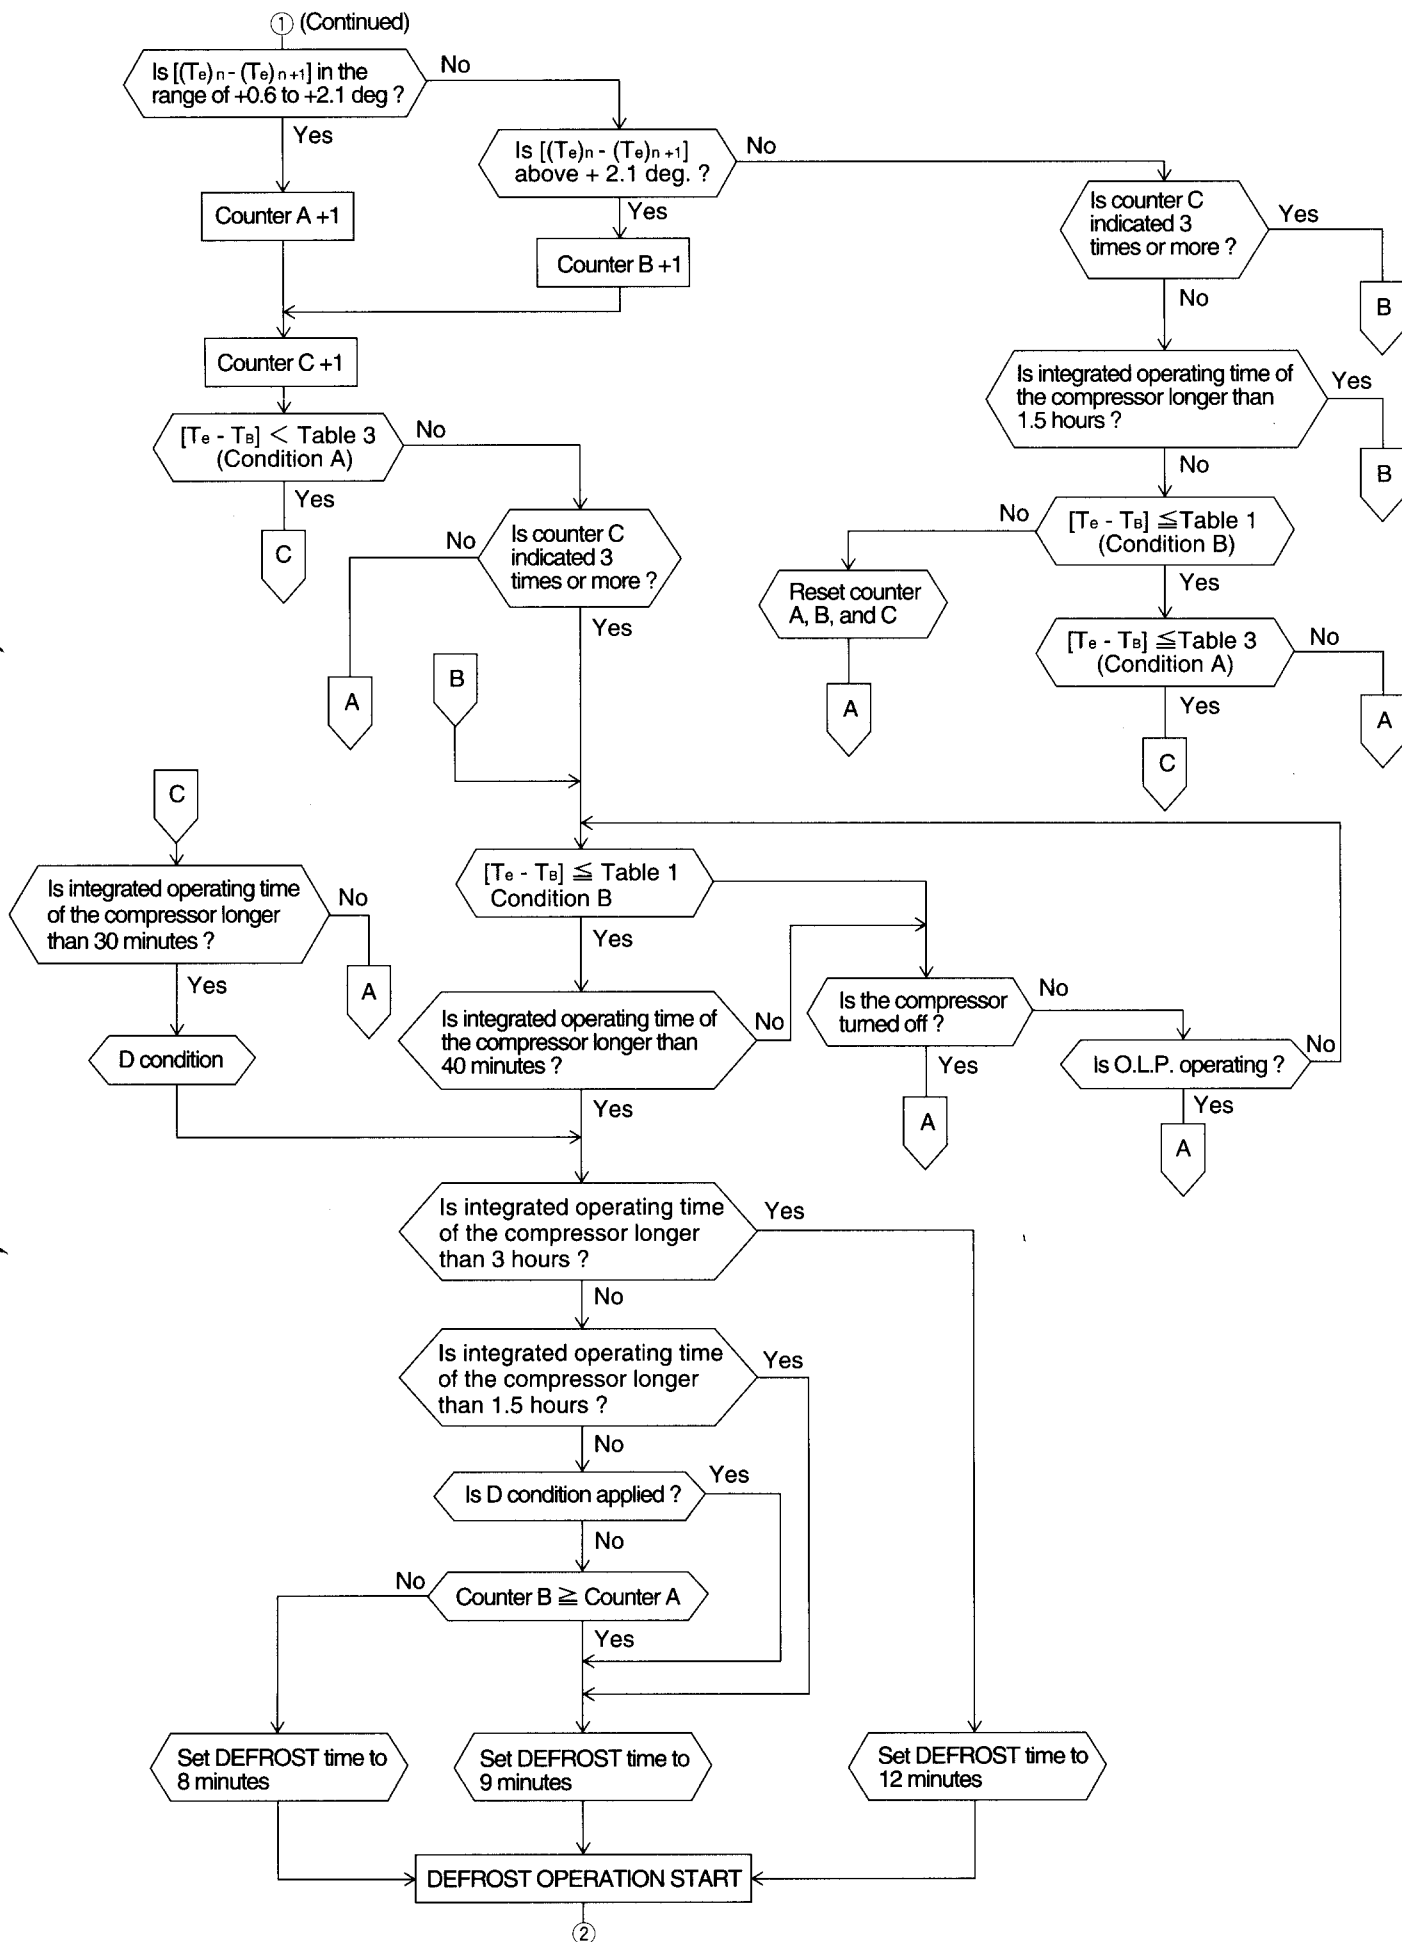 ① (Continued)
Is [(Te)n - (Te)n+1] in the
range of +0.6 to +2.1 deg ?
No
Yes
Is [(Te)n - (Te)n+1]
above + 2.1 deg. ?
No
Yes
Counter A +1
Counter B +1
Is counter C
indicated 3
times or more ?
Yes
B
No
Counter C +1
Is integrated operating time of
the compressor longer than
1.5 hours ?
Yes
B
No
[Te - TB] < Table 3
(Condition A)
No
Yes
C
Is counter C
indicated 3
times or more ?
No
A
Yes
[Te - TB] ≦Table 1
(Condition B)
No
Yes
Reset counter
A, B, and C
A
[Te - TB] ≦Table 3
(Condition A)
No
A
Yes
C
B
C
Is integrated operating time
of the compressor longer
than 30 minutes ?
No
A
Yes
D condition
[Te - TB] ≦ Table 1
Condition B
Yes
Is integrated operating time of
the compressor longer than
40 minutes ?
No
Yes
Is the compressor
turned off ?
No
Yes
A
Is O.L.P. operating ?
No
Yes
A
Is integrated operating time
of the compressor longer
than 3 hours ?
Yes
No
Is integrated operating time
of the compressor longer
than 1.5 hours ?
Yes
No
Is D condition applied ?
Yes
No
Counter B ≧ Counter A
No
Yes
Set DEFROST time to
8 minutes
Set DEFROST time to
9 minutes
Set DEFROST time to
12 minutes
DEFROST OPERATION START
②